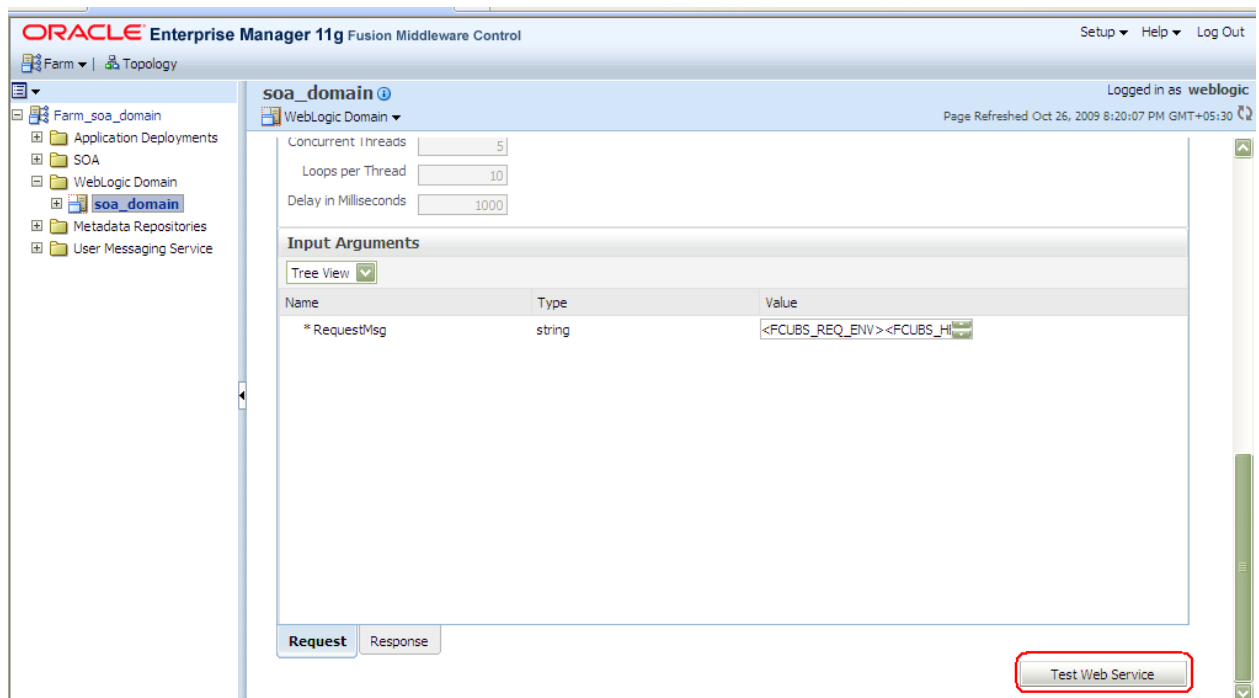 ORACLE Enterprise Manager 11g Fusion Middleware Control
Setup Help Log Out
Farm | Topology
soa_domain
Logged in as weblogic
WebLogic Domain
Page Refreshed Oct 26, 2009 8:20:07 PM GMT+05:30
Farm_soa_domain
Application Deployments
SOA
WebLogic Domain
soa_domain
Metadata Repositories
User Messaging Service
Concurrent Threads 5
Loops per Thread 10
Delay in Milliseconds 1000
Input Arguments
Tree View
Name Type Value
* RequestMsg string <FCUBS_REQ_ENV><FCUBS_H
Request Response
Test Web Service